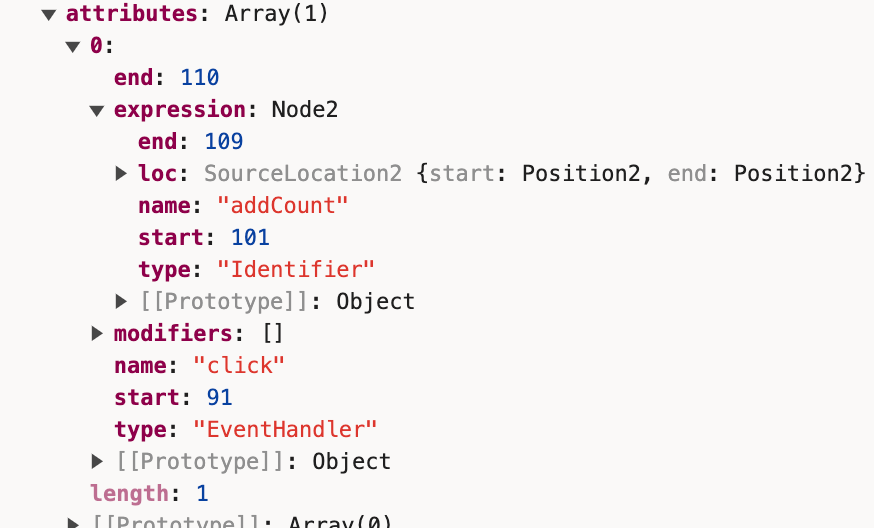 attributes: Array(1)
0:
end: 110
expression: Node2
end: 109
loc: SourceLocation2 {start: Position2, end: Position2}
name: "addCount"
start: 101
type: "Identifier"
[[Prototype]]: Object
modifiers: []
name: "click"
start: 91
type: "EventHandler"
[[Prototype]]: Object
length: 1
[[Prototype]]: Array(0)